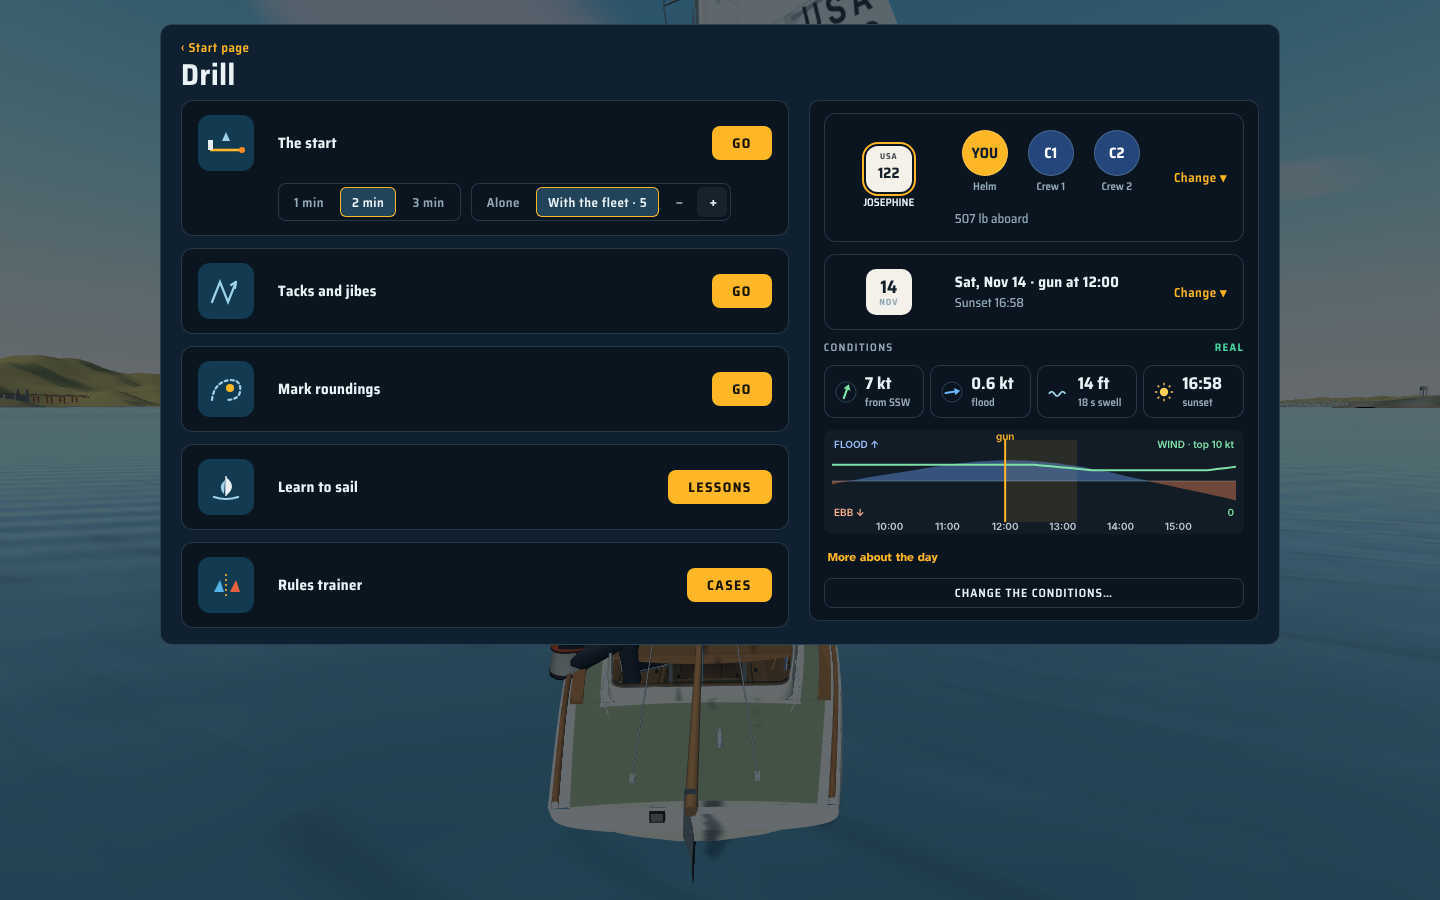 USA
‹ Start page
Drill
The start
GO
1 min 2 min 3 min Alone With the fleet · 5 − +
Tacks and jibes
GO
Mark roundings
GO
Learn to sail
LESSONS
Rules trainer
CASES
USA
122
JOSEPHINE
YOU C1 C2
Helm Crew 1 Crew 2
507 lb aboard
Change ▾
14
NOV
Sat, Nov 14 · gun at 12:00
Sunset 16:58
Change ▾
CONDITIONS REAL
7 kt
from SSW
0.6 kt
flood
14 ft
18 s swell
16:58
sunset
gun
FLOOD ↑ WIND · top 10 kt
EBB ↓ 0
10:00 11:00 12:00 13:00 14:00 15:00
More about the day
CHANGE THE CONDITIONS…